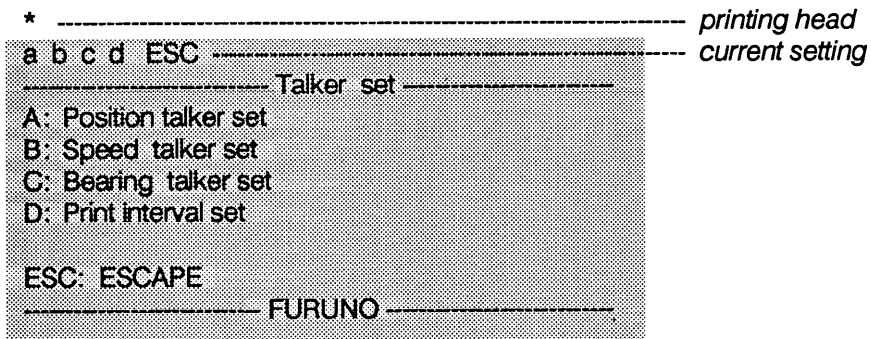 * ---------- printing head
a b c d ESC ---------- current setting
---------- Talker set ----------
A: Position talker set
B: Speed talker set
C: Bearing talker set
D: Print interval set
ESC: ESCAPE
---------- FURUNO ----------